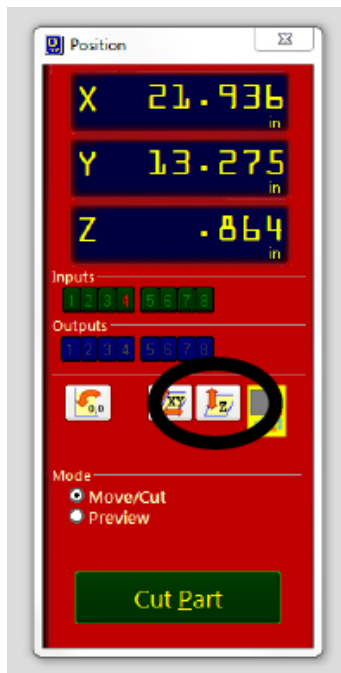 Position
X 21.936
in
Y 13.275
in
Z .864
in
Inputs
1 2 3 4 5 6 7 8
Outputs
1 2 3 4 5 6 7 8
0,0 XY Z
Mode
Move/Cut
Preview
Cut Part